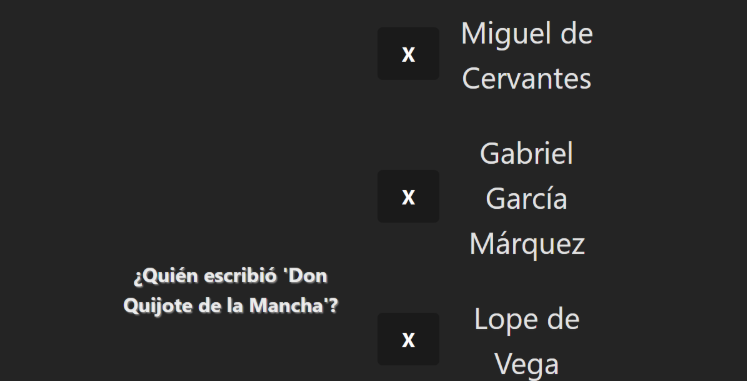 X
Miguel de
Cervantes
X
Gabriel
García
Márquez
¿Quién escribió 'Don
Quijote de la Mancha'?
X
Lope de
Vega